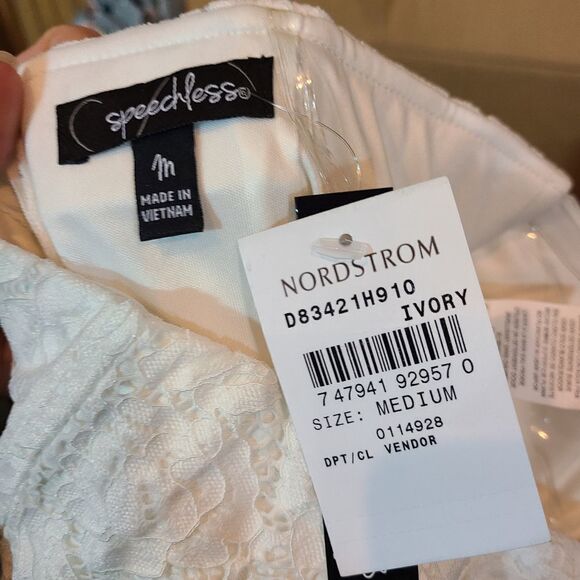 speechless®
m
MADE IN
VIETNAM
NORDSTROM
D83421H910
IVORY
7 47941 92957 0
SIZE: MEDIUM
0114928
DPT/CL VENDOR